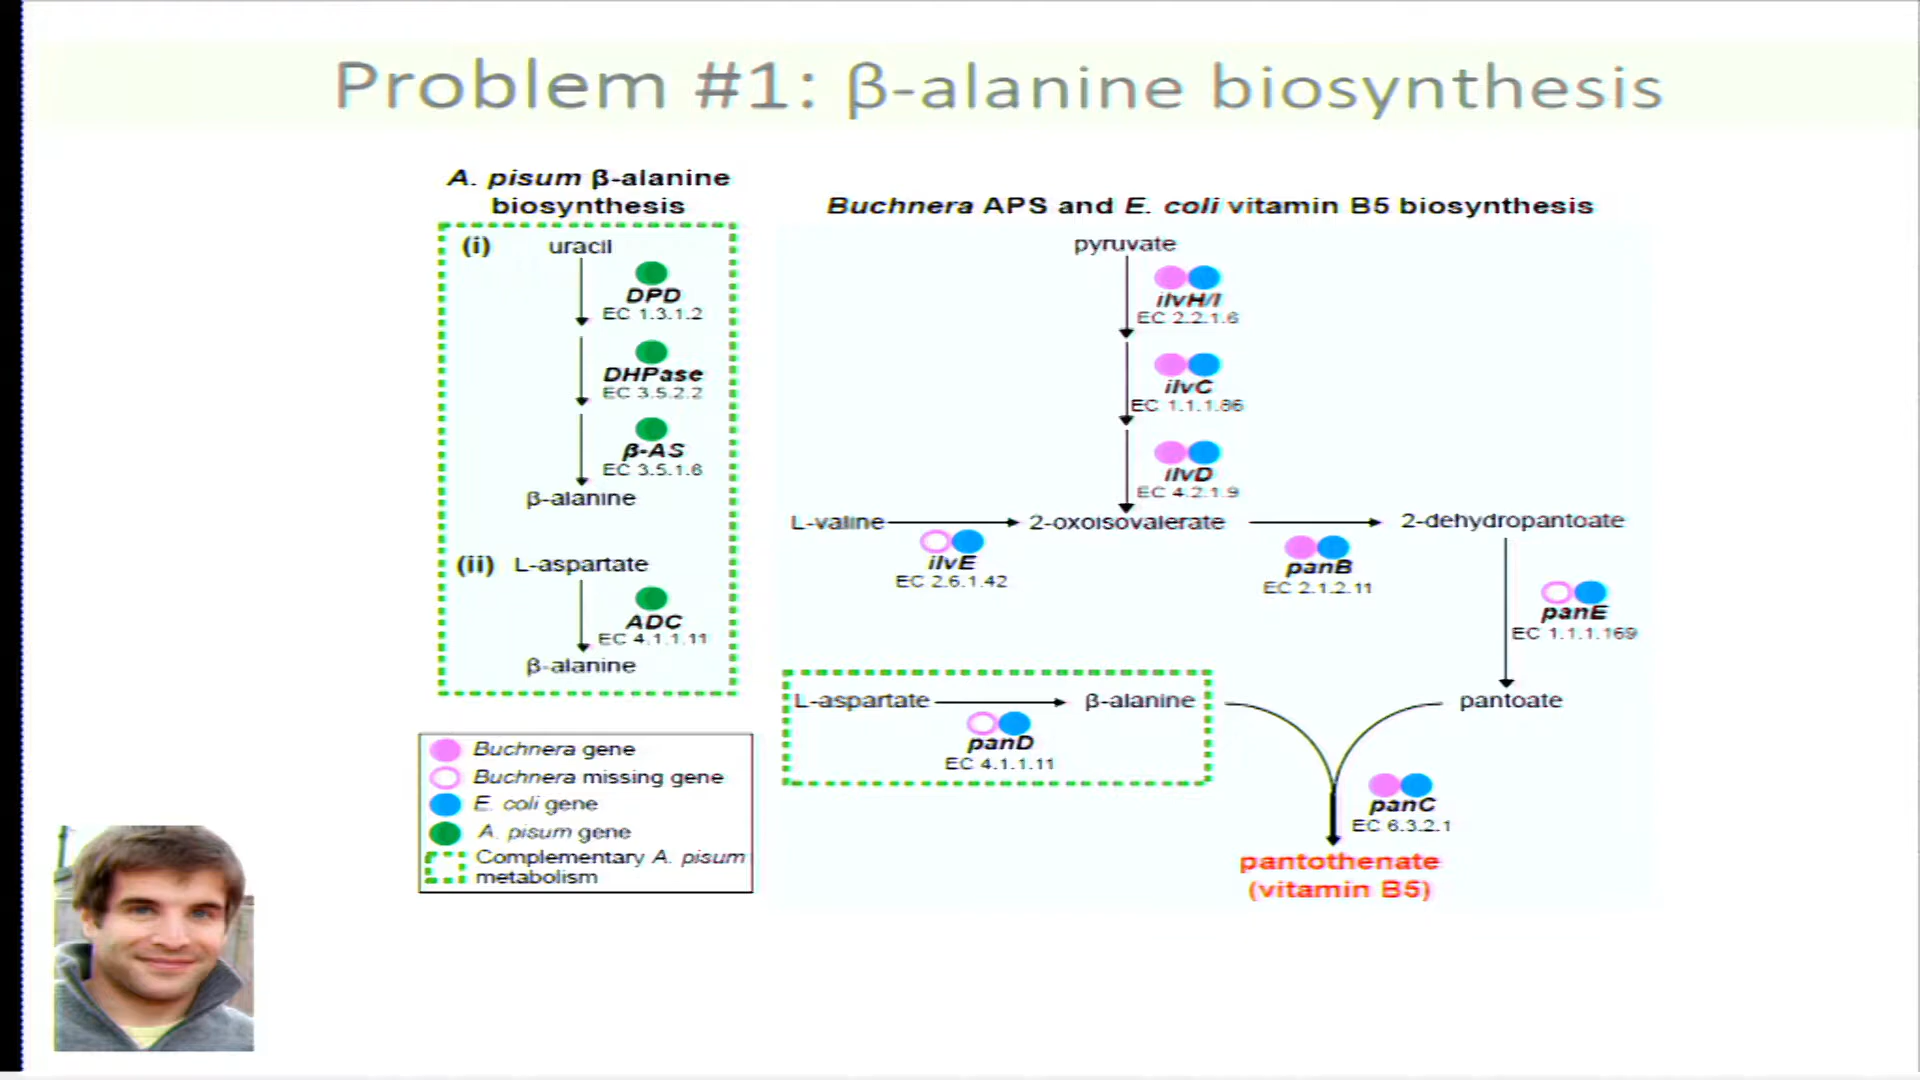 Problem #1: β-alanine biosynthesis
A. pisum β-alanine
biosynthesis
(i) uracil
DPD
EC 1.3.1.2
DHPase
EC 3.5.2.2
β-AS
EC 3.5.1.6
β-alanine
(ii) L-aspartate
ADC
EC 4.1.1.11
β-alanine
Buchnera gene
Buchnera missing gene
E. coli gene
A. pisum gene
Complementary A. pisum
metabolism
Buchnera APS and E. coli vitamin B5 biosynthesis
pyruvate
ilvH/I
EC 2.2.1.6
ilvC
EC 1.1.1.86
ilvD
EC 4.2.1.9
L-valine 2-oxoisovalerate 2-dehydropantoate
ilvE
EC 2.6.1.42
panB
EC 2.1.2.11
panE
EC 1.1.1.169
L-aspartate β-alanine pantoate
panD
EC 4.1.1.11
panC
EC 6.3.2.1
pantothenate
(vitamin B5)